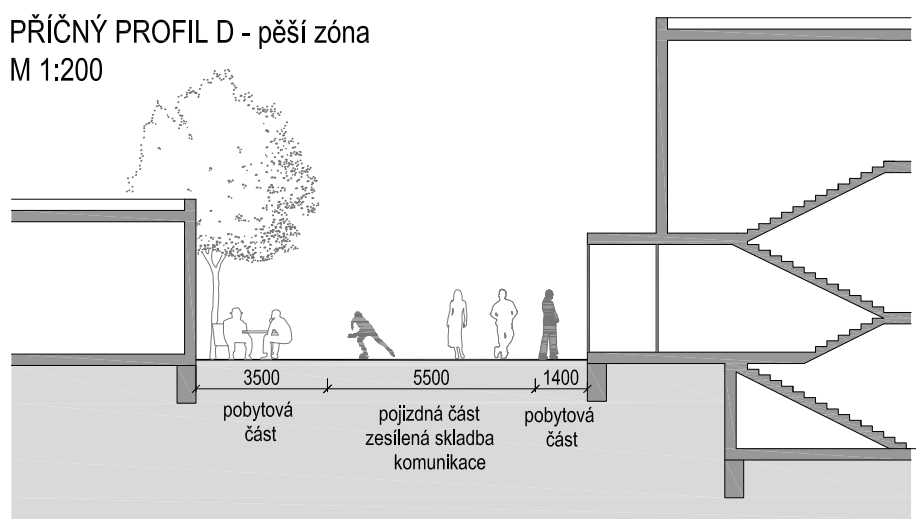 PŘÍČNÝ PROFIL D - pěší zóna
M 1:200
3500 5500 1400
pobytová
část
pojizdná část
zesílená skladba
komunikace
pobytová
část